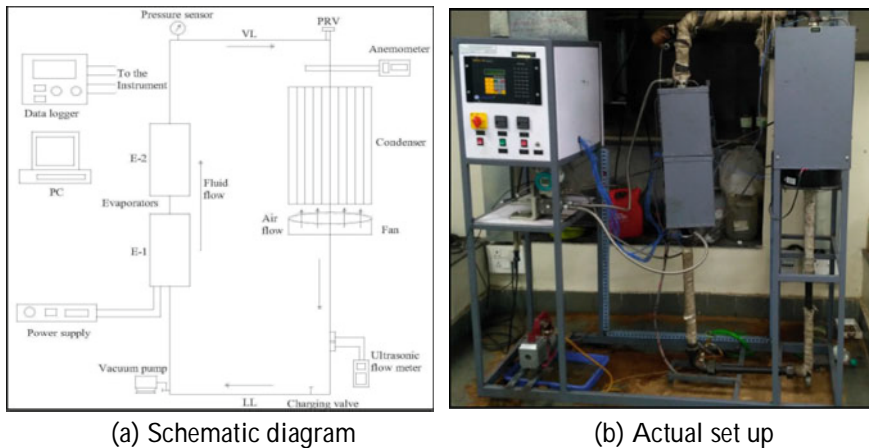 Pressure sensor
PRV
VL
Anemometer
To the
Instrument
Data logger
Condenser
E-2
PC
Fluid
flow
Evaporators
Air
flow
Fan
E-1
Power supply
Ultrasonic
flow meter
Vacuum pump
LL
Charging valve
(a) Schematic diagram
(b) Actual set up